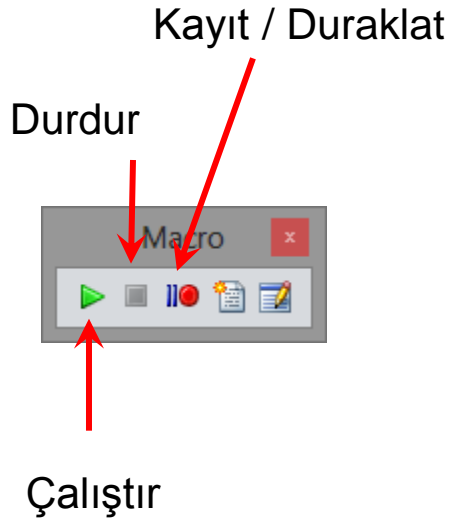 Kayıt / Duraklat
Durdur
Macro
x
Çalıştır